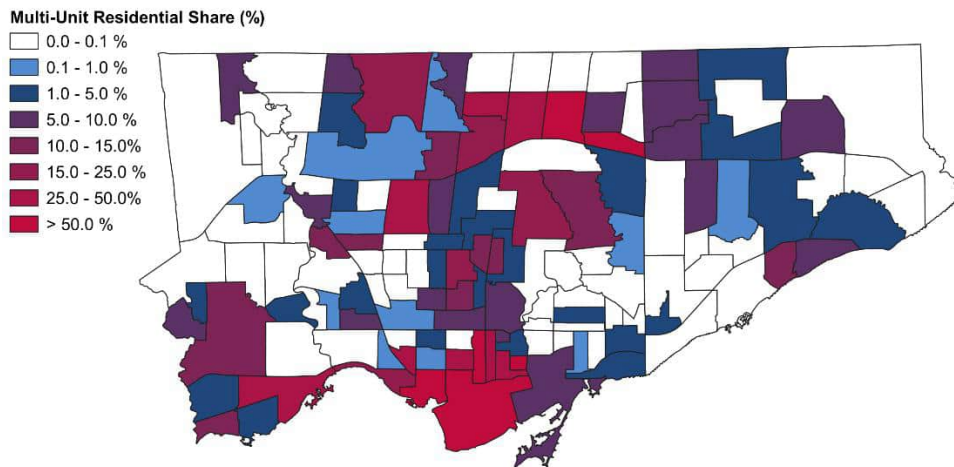 Multi-Unit Residential Share (%)
0.0 - 0.1 %
0.1 - 1.0 %
1.0 - 5.0 %
5.0 - 10.0 %
10.0 - 15.0%
15.0 - 25.0 %
25.0 - 50.0%
> 50.0 %